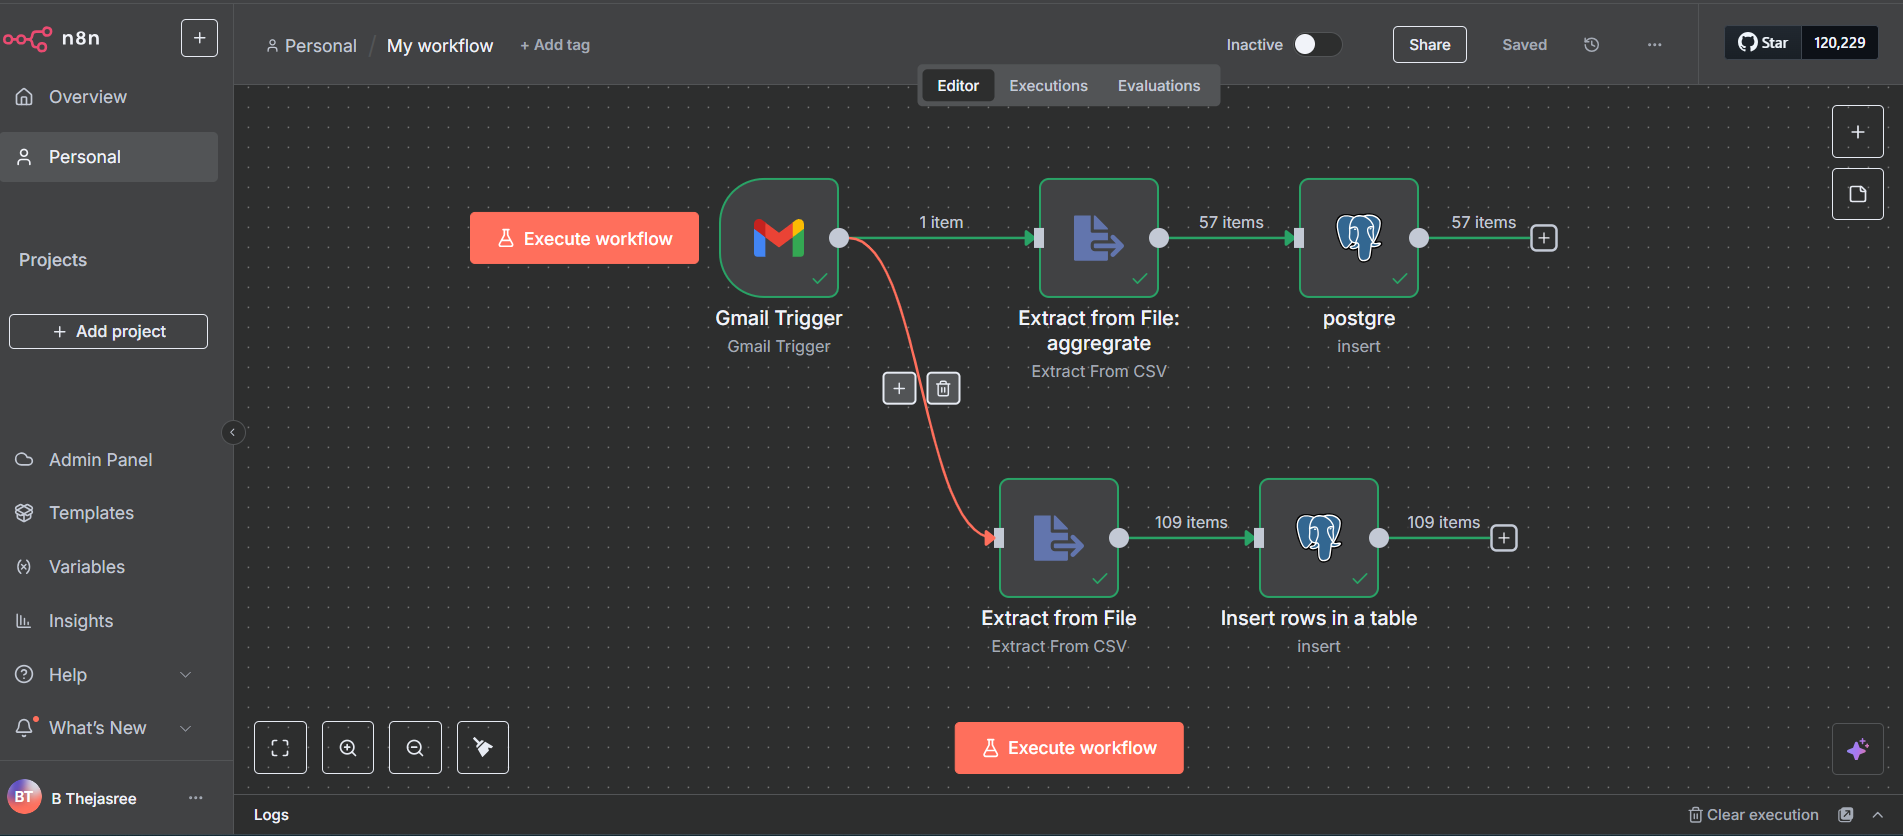 n8n
Overview
Personal
Projects
Add project
Admin Panel
Templates
Variables
Insights
Help
What's New
BT
B Thejasree
Personal / My workflow + Add tag
Inactive
Share
Saved
Star 120,229
Editor Executions Evaluations
Execute workflow
1 item
57 items
57 items
Gmail Trigger
Gmail Trigger
Extract from File:
aggregrate
Extract From CSV
postgre
insert
109 items
109 items
Extract from File
Extract From CSV
Insert rows in a table
insert
Execute workflow
Logs
Clear execution